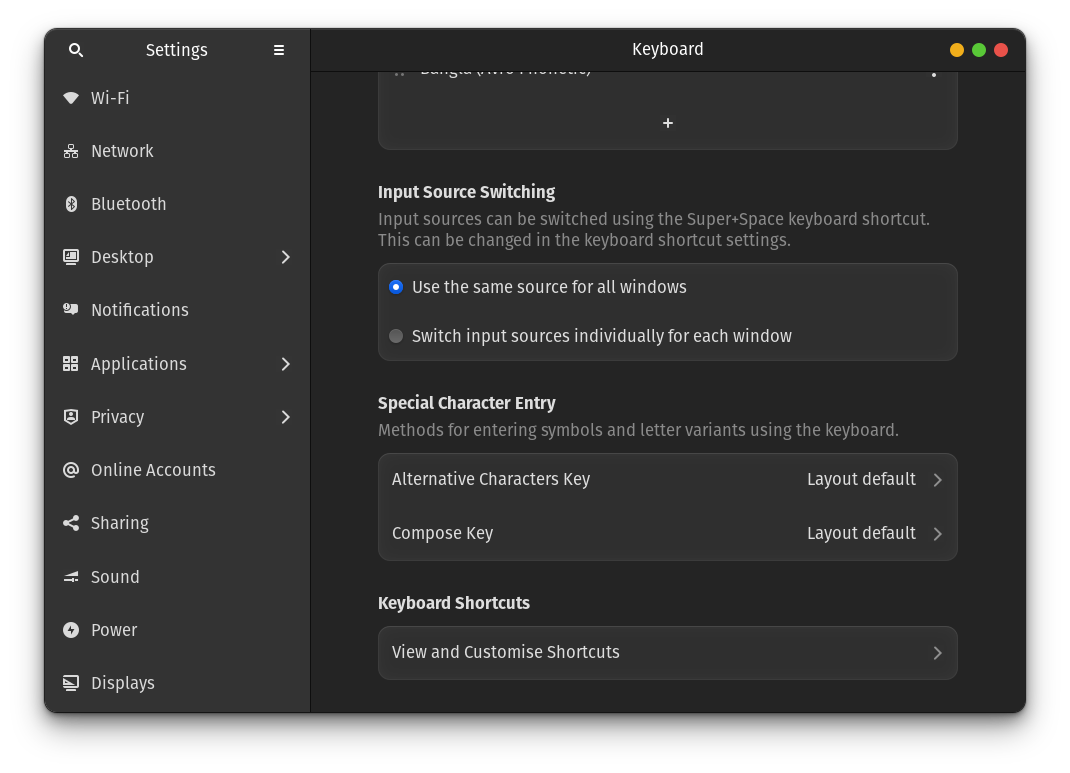 Settings
Keyboard
Wi-Fi
Network
Bluetooth
Desktop
Notifications
Applications
Privacy
Online Accounts
Sharing
Sound
Power
Displays
Bangla (Avro Phonetic)
+
Input Source Switching
Input sources can be switched using the Super+Space keyboard shortcut.
This can be changed in the keyboard shortcut settings.
Use the same source for all windows
Switch input sources individually for each window
Special Character Entry
Methods for entering symbols and letter variants using the keyboard.
Alternative Characters Key
Layout default
Compose Key
Layout default
Keyboard Shortcuts
View and Customise Shortcuts